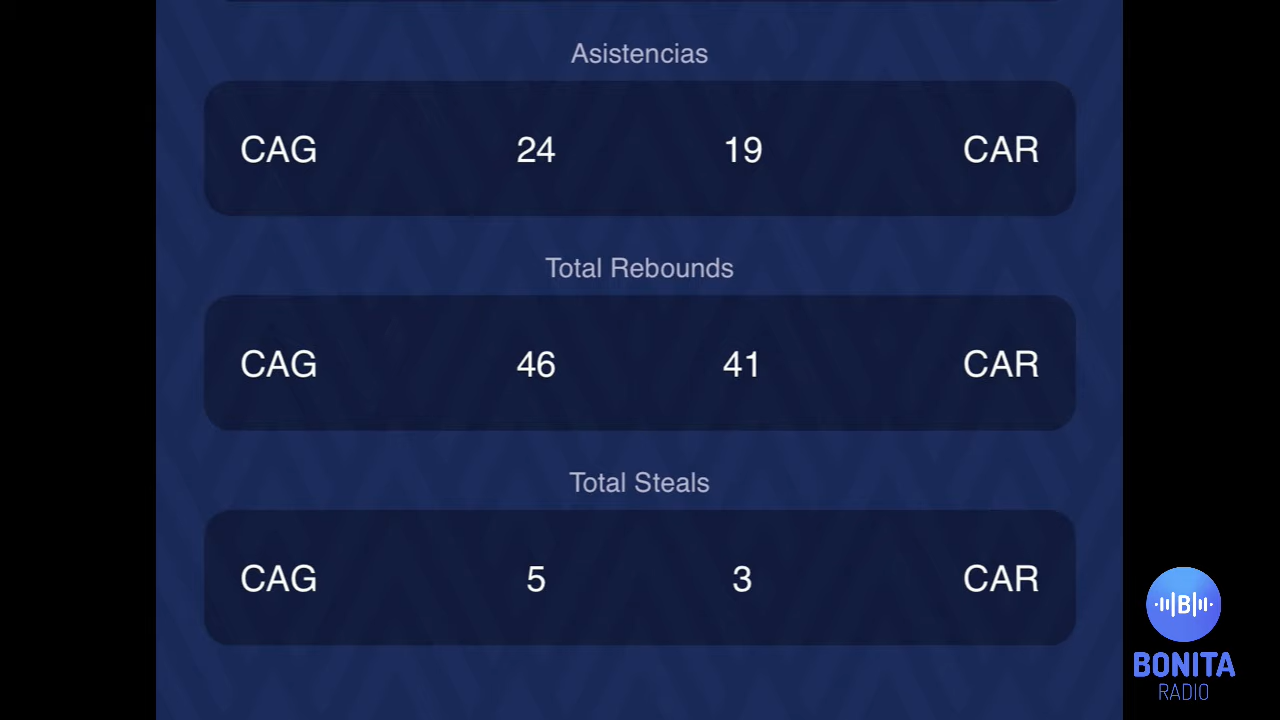 Asistencias
CAG 24 19 CAR
Total Rebounds
CAG 46 41 CAR
Total Steals
CAG 5 3 CAR
B
BONITA
RADIO